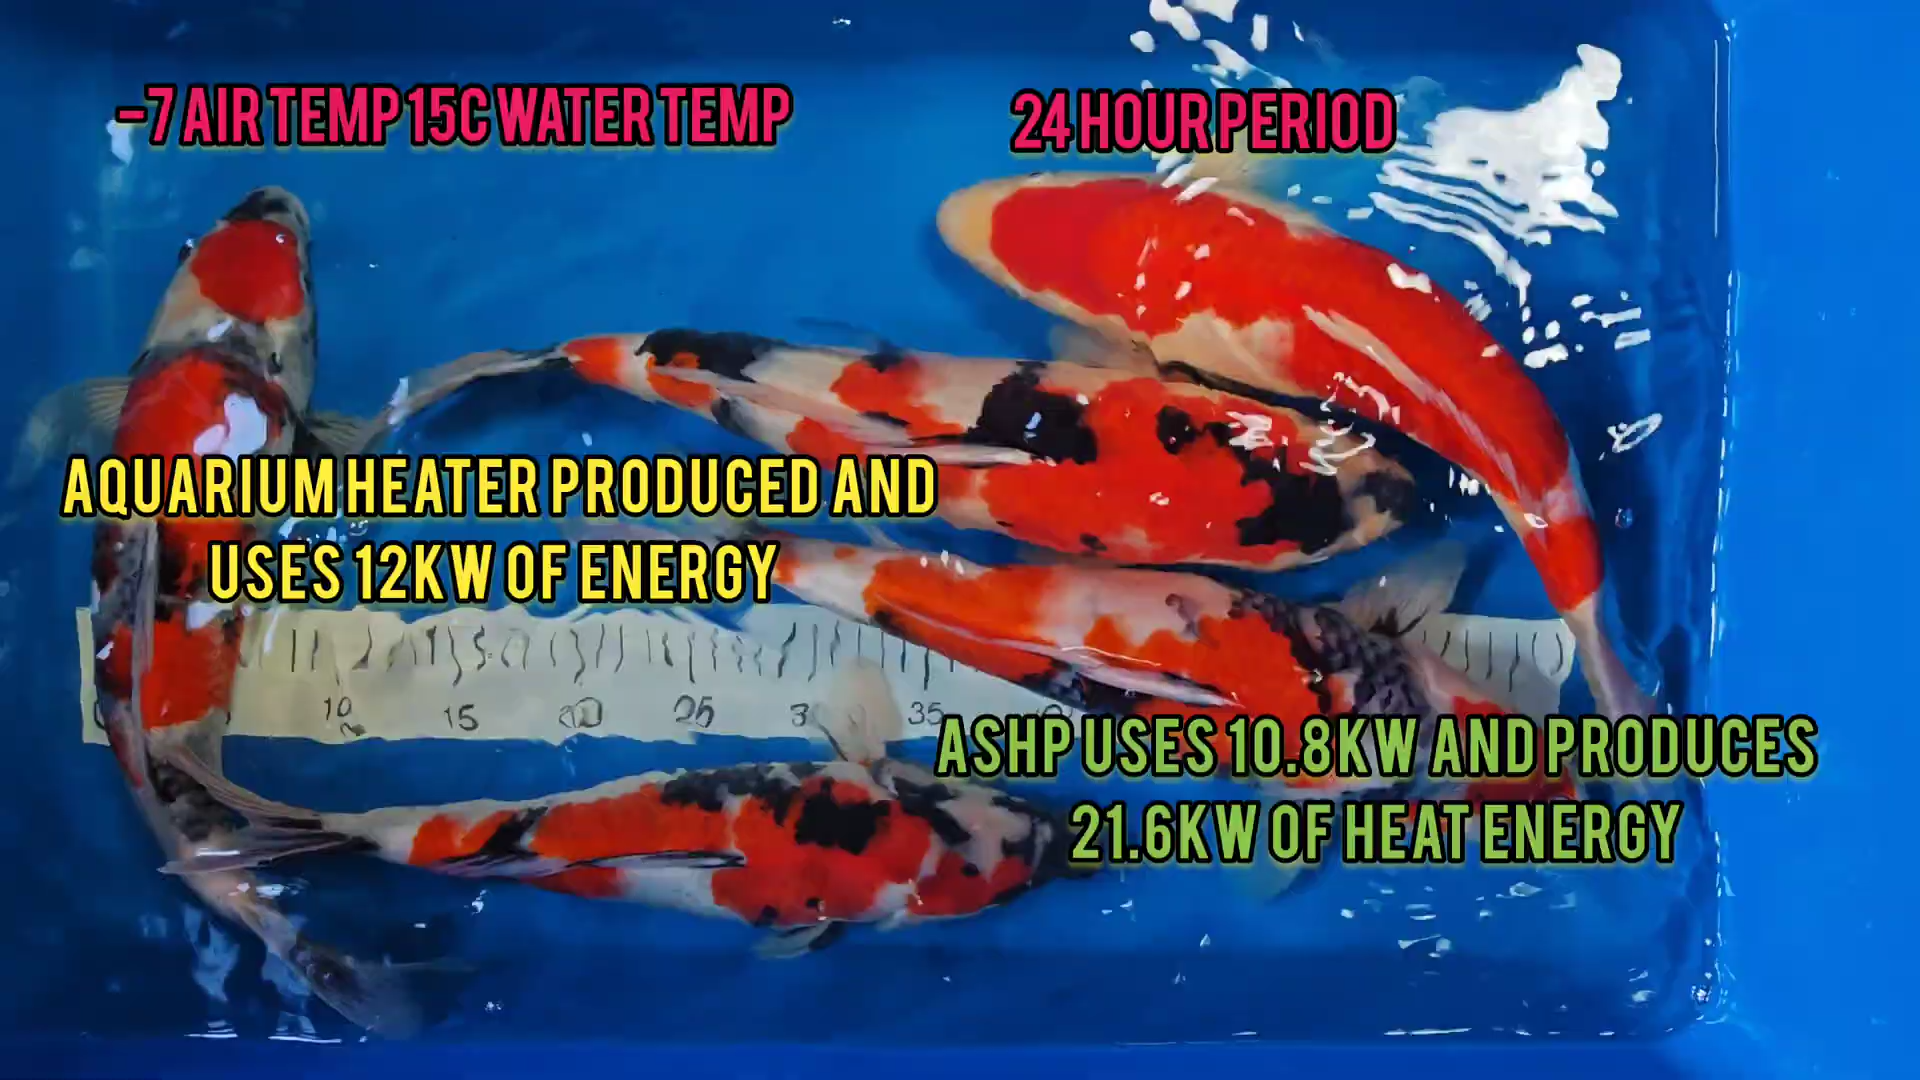 -7 AIR TEMP 15C WATER TEMP
24 HOUR PERIOD
AQUARIUM HEATER PRODUCED AND
USES 12KW OF ENERGY
10 15 20 25 35
ASHP USES 10.8KW AND PRODUCES
21.6KW OF HEAT ENERGY